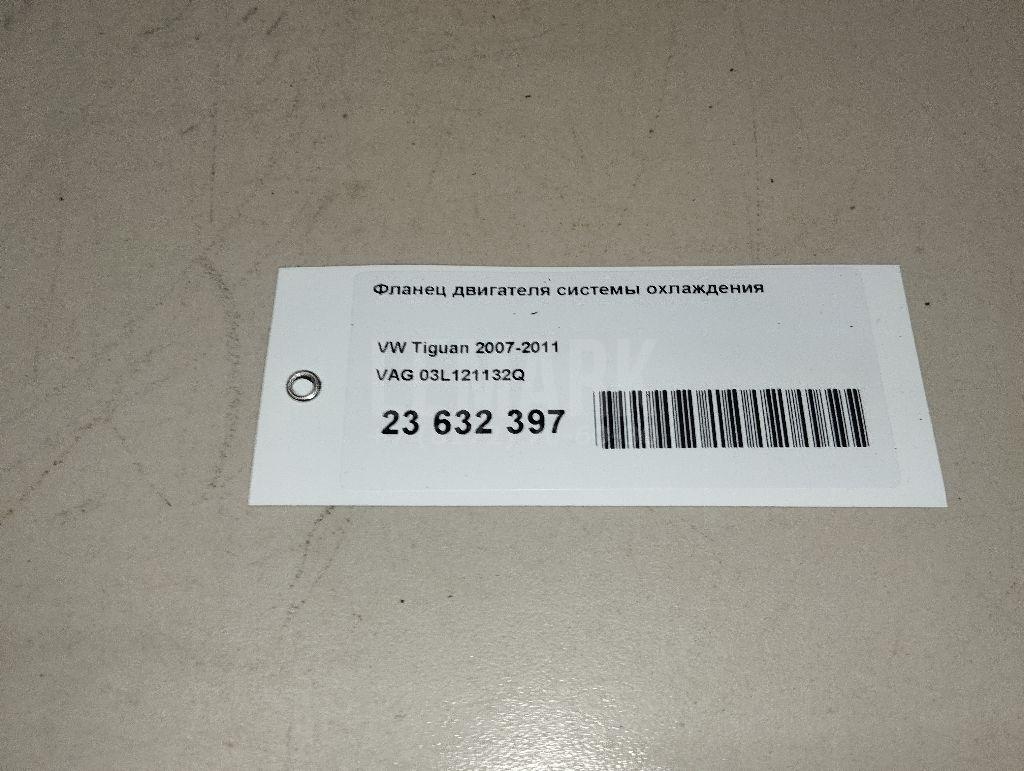 Фланец двигателя системы охлаждения
VW Tiguan 2007-2011
VAG 03L121132Q
23 632 397